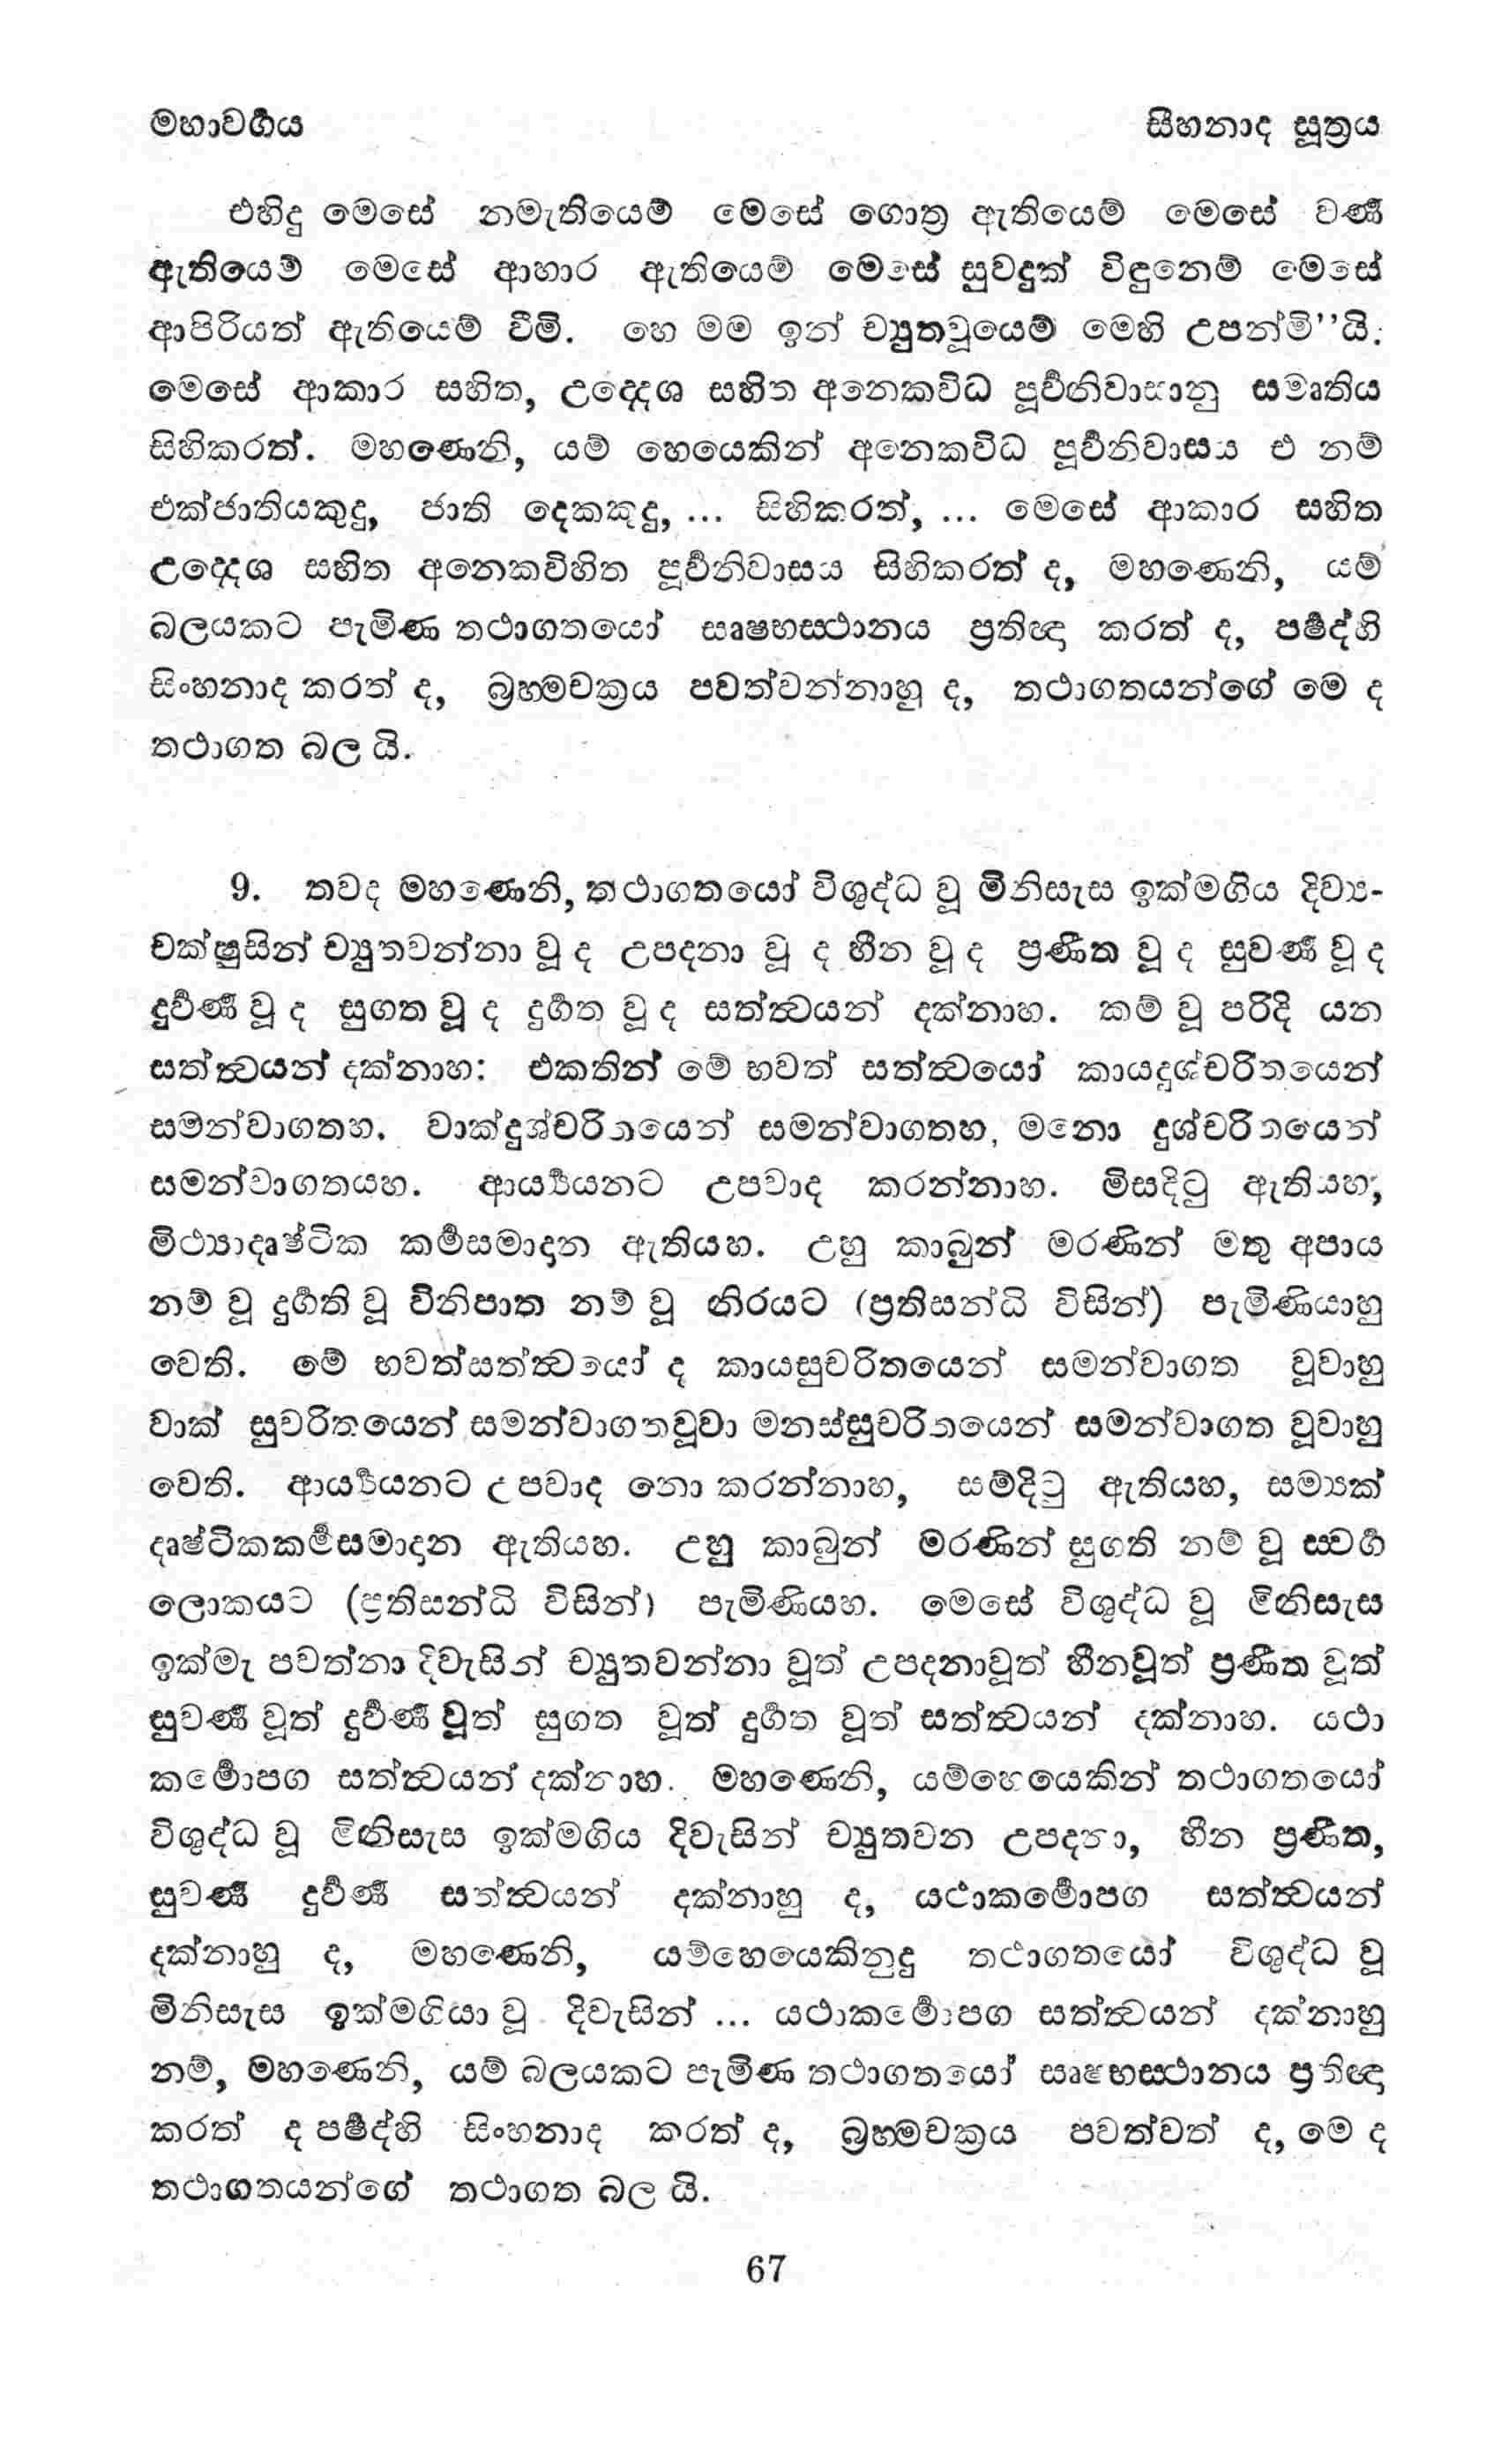 මහාවර්‍ගය සීහනාද සූත්‍රය
එහිදු මෙසේ නමැතියෙම් මෙසේ ගොත්‍ර ඇතියෙම් මෙසේ වර්‍ණ
ඇතියෙම් මෙසේ ආහාර ඇතියෙම් මෙසේ සුවදුක් විඳුනෙම් මෙසේ
ආපිරියත් ඇතියෙම් වීමි. හෙ මම ඉන් ච්‍යුතවූයෙම් මෙහි උපන්මි”යි.
මෙසේ ආකාර සහිත, උද්දෙශ සහිත අනෙකවිධ පූර්‍වනිවාසානු ස්මෘතිය
සිහිකරත්. මහණෙනි, යම් හෙයෙකින් අනෙකවිධ පූර්‍වනිවාසය එ නම්
එක්ජාතියකුදු, ජාති දෙකකුදු, ... සිහිකරත්, ... මෙසේ ආකාර සහිත
උද්දෙශ සහිත අනෙකවිහිත පූර්‍වනිවාසය සිහිකරත් ද, මහණෙනි, යම්
බලයකට පැමිණ තථාගතයෝ සෘෂභස්ථානය ප්‍රතිඥා කරත් ද, පර්‍ෂද්හි
සිංහනාද කරත් ද, බ්‍රහ්මචක්‍රය පවත්වන්නාහු ද, තථාගතයන්ගේ මෙ ද
තථාගත බල යි.
9. තවද මහණෙනි, තථාගතයෝ විශුද්ධ වූ මිනිසැස ඉක්මගිය දිව්‍ය-
චක්ෂුසින් ච්‍යුතවන්නා වූ ද උපදනා වූ ද හීන වූ ද ප්‍රණීත වූ ද සුවර්‍ණ වූ ද
දුර්‍වර්‍ණ වූ ද සුගත වූ ද දුර්‍ගත වූ ද සත්ත්‍වයන් දක්නාහ. කම් වූ පරිදි යන
සත්ත්‍වයන් දක්නාහ: එකතින් මේ භවත් සත්ත්‍වයෝ කායදුශ්චරිතයෙන්
සමන්වාගතහ. වාක්දුශ්චරිතයෙන් සමන්වාගතහ, මනො දුශ්චරිතයෙන්
සමන්වාගතයහ. ආර්‍ය්‍යයනට උපවාද කරන්නාහ. මිසදිටු ඇතියහ,
මිථ්‍යාදෘෂ්ටික කර්‍මසමාදාන ඇතියහ. උහු කාබුන් මරණින් මතු අපාය
නම් වූ දුර්‍ගති වූ විනිපාත නම් වූ නිරයට (ප්‍රතිසන්ධි විසින්) පැමිණියාහු
වෙති. මේ භවත්සත්ත්‍වයෝ ද කායසුචරිතයෙන් සමන්වාගත වූවාහු
වාක් සුචරිතයෙන් සමන්වාගතවූවා මනස්සුචරිතයෙන් සමන්වාගත වූවාහු
වෙති. ආර්‍ය්‍යයනට උපවාද නො කරන්නාහ, සම්දිටු ඇතියහ, සම්‍යක්
දෘෂ්ටිකකර්‍මසමාදාන ඇතියහ. උහු කාබුන් මරණින් සුගති නම් වූ ස්වර්‍ග
ලොකයට (ප්‍රතිසන්ධි විසින්) පැමිණියහ. මෙසේ විශුද්ධ වූ මිනිසැස
ඉක්මැ පවත්නා දිවැසින් ච්‍යුතවන්නා වූත් උපදනාවූත් හීනවූත් ප්‍රණීත වූත්
සුවර්‍ණ වූත් දුර්‍වර්‍ණ වූත් සුගත වූත් දුර්‍ගත වූත් සත්ත්‍වයන් දක්නාහ. යථා
කර්‍මොපග සත්ත්‍වයන් දක්නාහ. මහණෙනි, යම්හෙයෙකින් තථාගතයෝ
විශුද්ධ වූ මිනිසැස ඉක්මගිය දිවැසින් ච්‍යුතවන උපදනා, හීන ප්‍රණීත,
සුවර්‍ණ දුර්‍වර්‍ණ සත්ත්‍වයන් දක්නාහු ද, යථාකර්‍මොපග සත්ත්‍වයන්
දක්නාහු ද, මහණෙනි, යම්හෙයෙකිනුදු තථාගතයෝ විශුද්ධ වූ
මිනිසැස ඉක්මගියා වූ දිවැසින් ... යථාකර්‍මොපග සත්ත්‍වයන් දක්නාහු
නම්, මහණෙනි, යම් බලයකට පැමිණ තථාගතයෝ සෘෂභස්ථානය ප්‍රතිඥා
කරත් ද පර්‍ෂද්හි සිංහනාද කරත් ද, බ්‍රහ්මචක්‍රය පවත්වත් ද, මෙ ද
තථාගතයන්ගේ තථාගත බල යි.
67